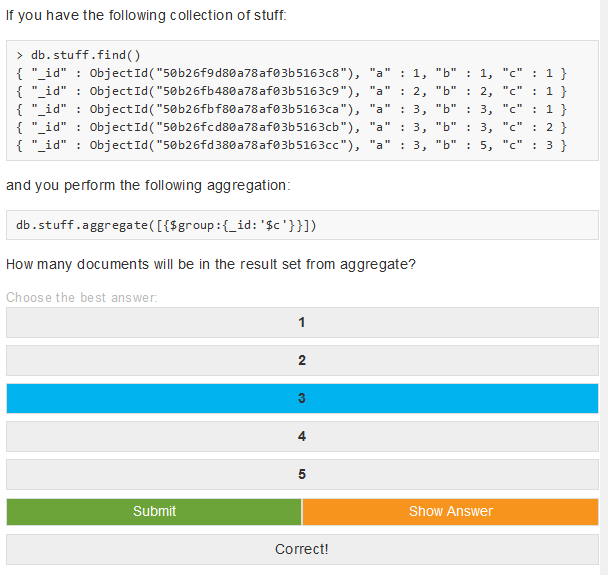 If you have the following collection of stuff:
> db.stuff.find()
{ "_id" : ObjectId("50b26f9d80a78af03b5163c8"), "a" : 1, "b" : 1, "c" : 1 }
{ "_id" : ObjectId("50b26fb480a78af03b5163c9"), "a" : 2, "b" : 2, "c" : 1 }
{ "_id" : ObjectId("50b26fbf80a78af03b5163ca"), "a" : 3, "b" : 3, "c" : 1 }
{ "_id" : ObjectId("50b26fcd80a78af03b5163cb"), "a" : 3, "b" : 3, "c" : 2 }
{ "_id" : ObjectId("50b26fd380a78af03b5163cc"), "a" : 3, "b" : 5, "c" : 3 }
and you perform the following aggregation:
db.stuff.aggregate([{$group:{_id:'$c'}}])
How many documents will be in the result set from aggregate?
Choose the best answer:
1
2
3
4
5
Submit Show Answer
Correct!